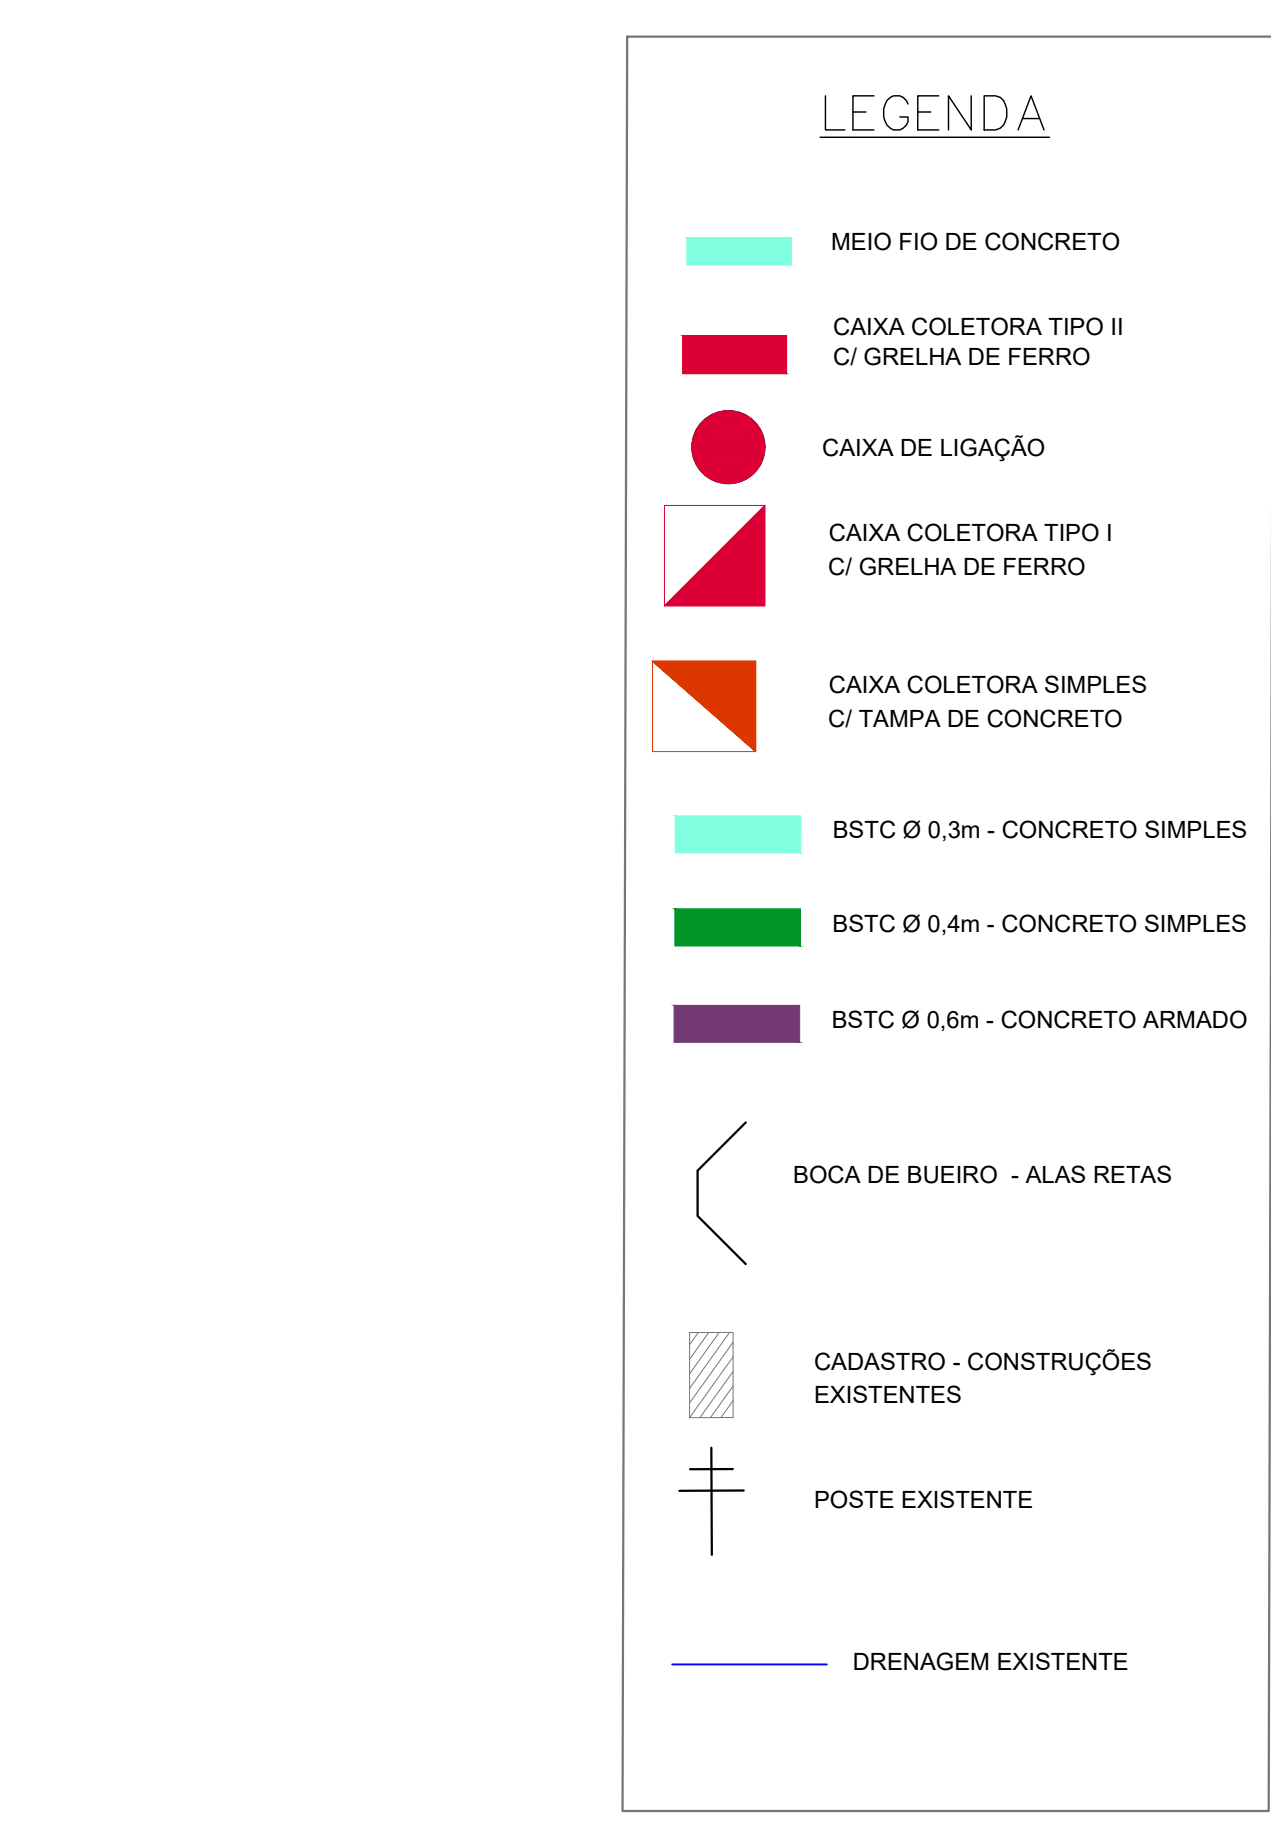 LEGENDA
MEIO FIO DE CONCRETO
CAIXA COLETORA TIPO II
C/ GRELHA DE FERRO
CAIXA DE LIGAÇÃO
CAIXA COLETORA TIPO I
C/ GRELHA DE FERRO
CAIXA COLETORA SIMPLES
C/ TAMPA DE CONCRETO
BSTC Ø 0,3m - CONCRETO SIMPLES
BSTC Ø 0,4m - CONCRETO SIMPLES
BSTC Ø 0,6m - CONCRETO ARMADO
BOCA DE BUEIRO - ALAS RETAS
CADASTRO - CONSTRUÇÕES
EXISTENTES
POSTE EXISTENTE
DRENAGEM EXISTENTE